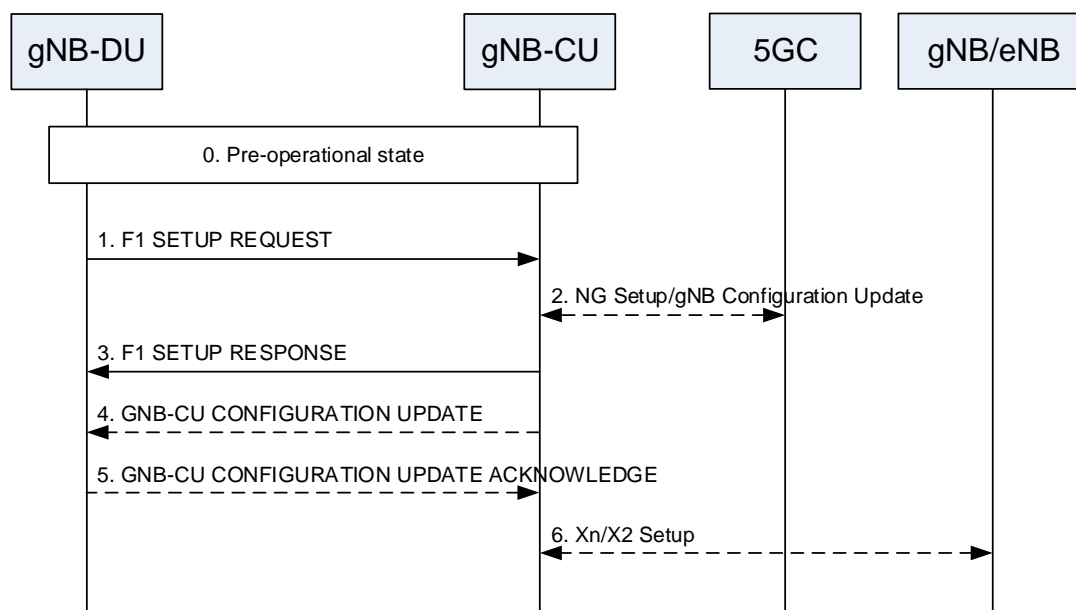 gNB-DU
gNB-CU
5GC
gNB/eNB
0. Pre-operational state
1. F1 SETUP REQUEST
2. NG Setup/gNB Configuration Update
3. F1 SETUP RESPONSE
4. GNB-CU CONFIGURATION UPDATE
5. GNB-CU CONFIGURATION UPDATE ACKNOWLEDGE
6. Xn/X2 Setup